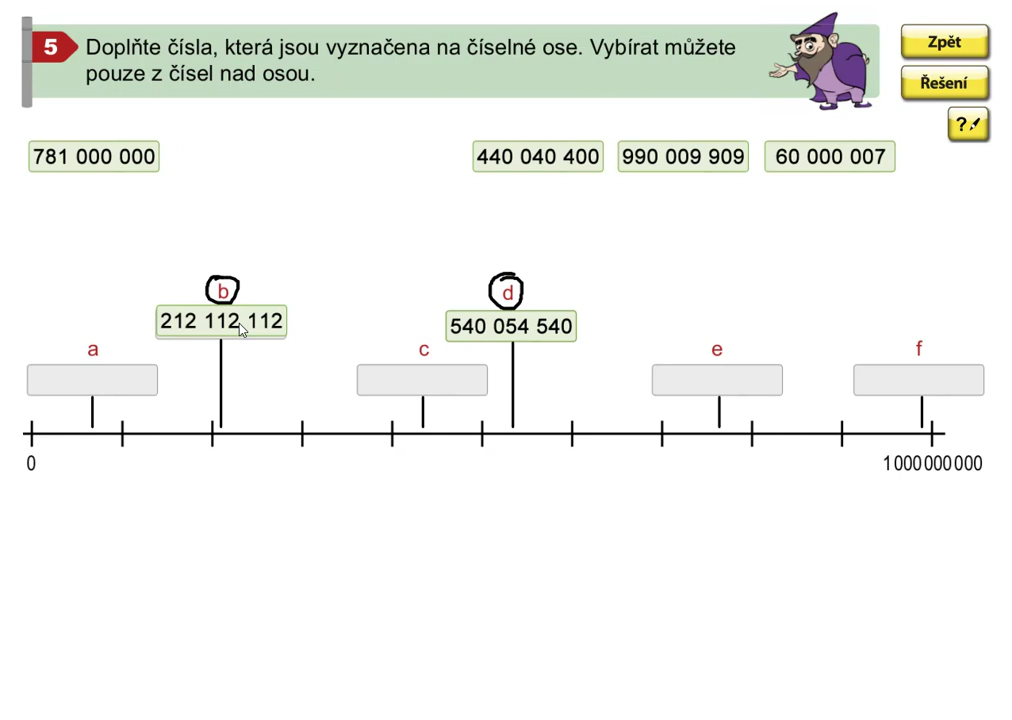 5 Doplňte čísla, která jsou vyznačena na číselné ose. Vybírat můžete
pouze z čísel nad osou.
Zpět
Řešení
?
781 000 000 440 040 400 990 009 909 60 000 007
b d
212 112 112 540 054 540
a c e f
0 1 000 000 000